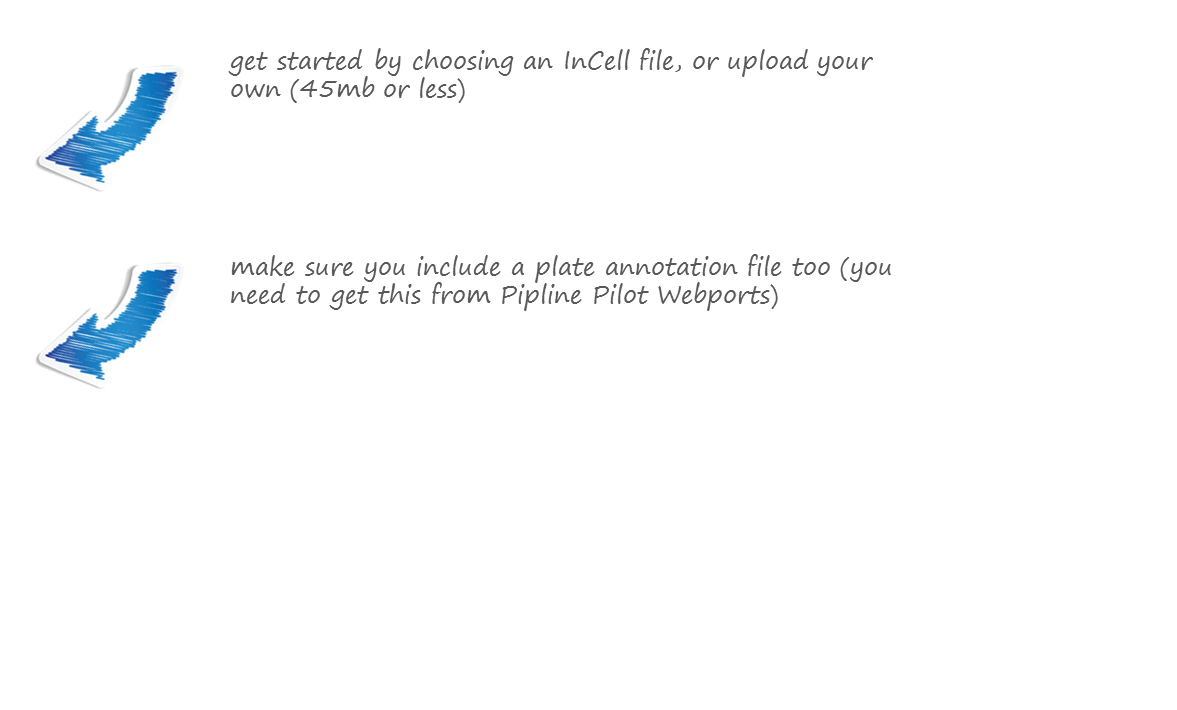 get started by choosing an InCell file, or upload your
own (45mb or less)
make sure you include a plate annotation file too (you
need to get this from Pipline Pilot Webports)